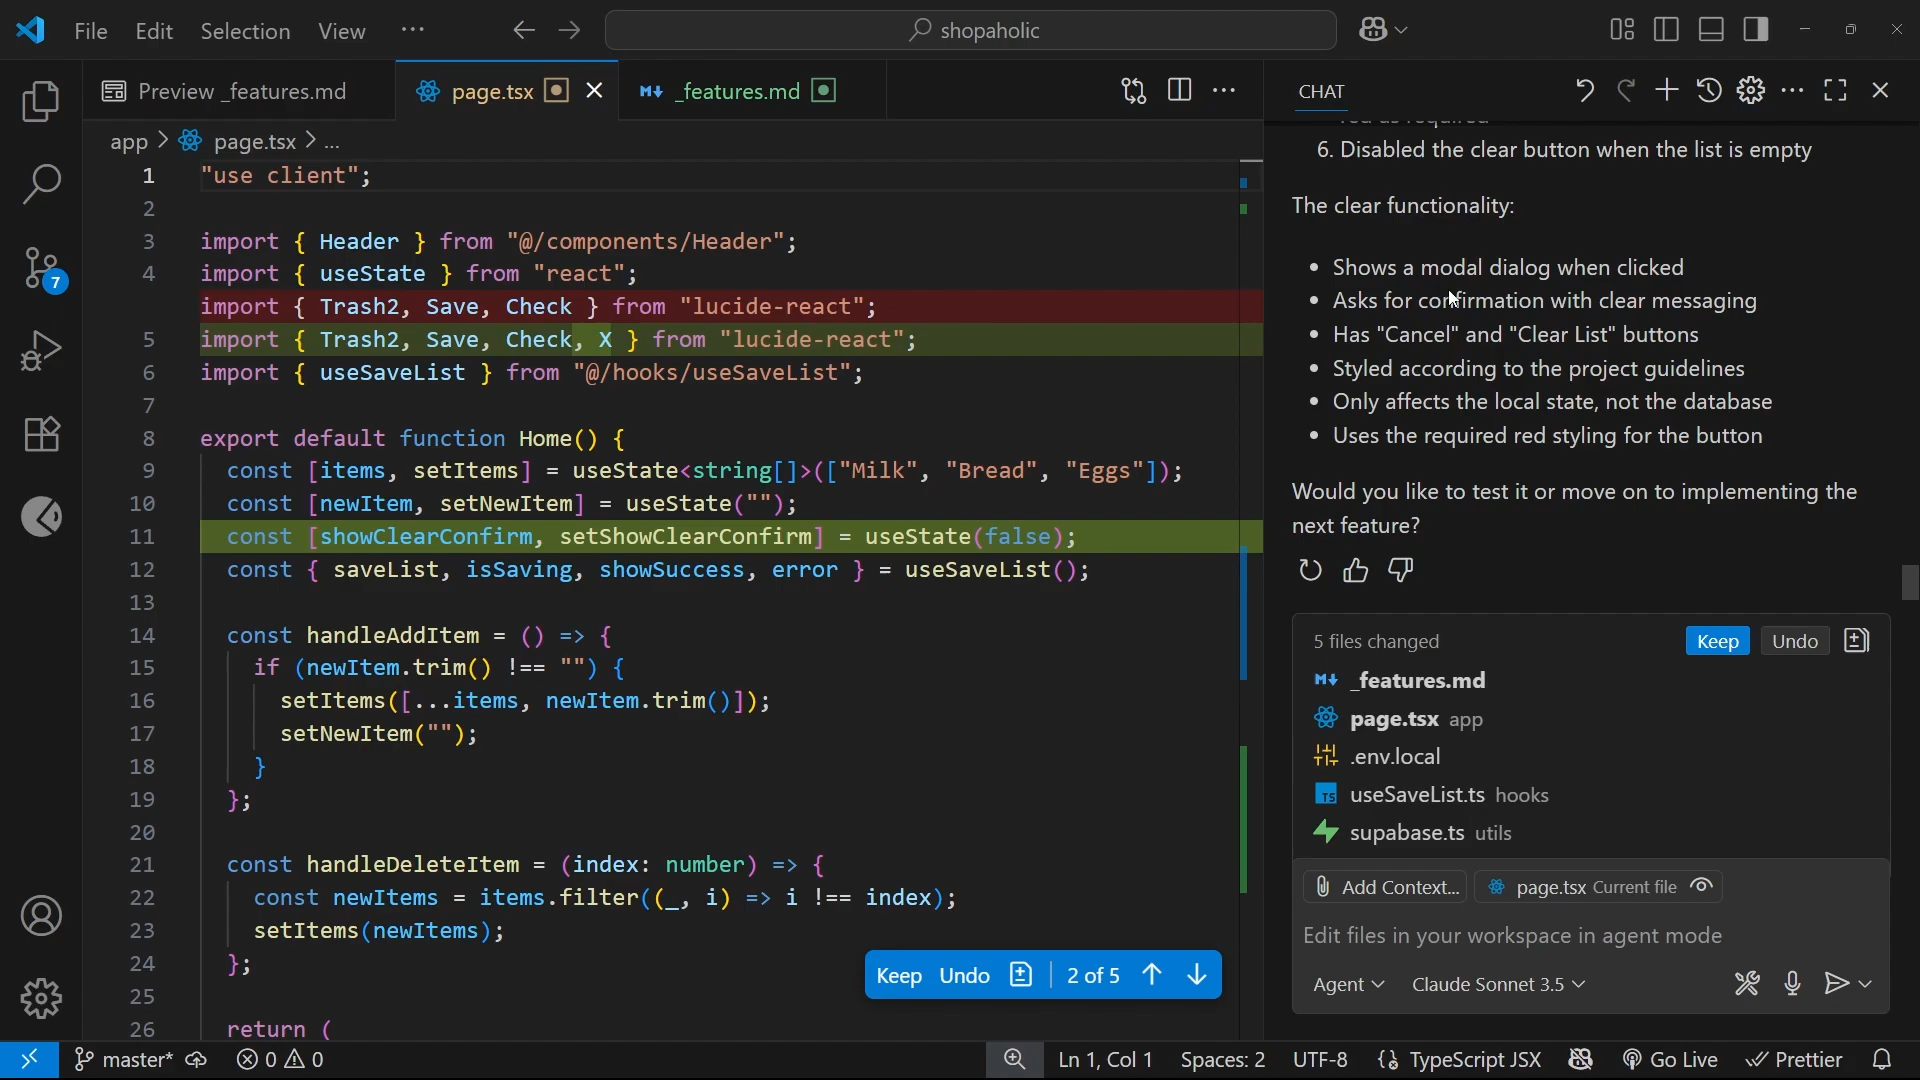 File Edit Selection View ···
shopaholic
Preview _features.md
page.tsx
_features.md
app > page.tsx > ...
1 "use client";
2
3 import { Header } from "@/components/Header";
4 import { useState } from "react";
import { Trash2, Save, Check } from "lucide-react";
5 import { Trash2, Save, Check, X } from "lucide-react";
6 import { useSaveList } from "@/hooks/useSaveList";
7
8 export default function Home() {
9 const [items, setItems] = useState<string[]>(["Milk", "Bread", "Eggs"]);
10 const [newItem, setNewItem] = useState("");
11 const [showClearConfirm, setShowClearConfirm] = useState(false);
12 const { saveList, isSaving, showSuccess, error } = useSaveList();
13
14 const handleAddItem = () => {
15 if (newItem.trim() !== "") {
16 setItems([...items, newItem.trim()]);
17 setNewItem("");
18 }
19 };
20
21 const handleDeleteItem = (index: number) => {
22 const newItems = items.filter((_, i) => i !== index);
23 setItems(newItems);
24 };
25
26 return (
Keep Undo 2 of 5
7
CHAT
6. Disabled the clear button when the list is empty
The clear functionality:
• Shows a modal dialog when clicked
• Asks for confirmation with clear messaging
• Has "Cancel" and "Clear List" buttons
• Styled according to the project guidelines
• Only affects the local state, not the database
• Uses the required red styling for the button
Would you like to test it or move on to implementing the
next feature?
5 files changed Keep Undo
_features.md
page.tsx app
.env.local
TS useSaveList.ts hooks
supabase.ts utils
Add Context... page.tsx Current file
Edit files in your workspace in agent mode
Agent Claude Sonnet 3.5
master* 0 0 Ln 1, Col 1 Spaces: 2 UTF-8 {} TypeScript JSX Go Live Prettier